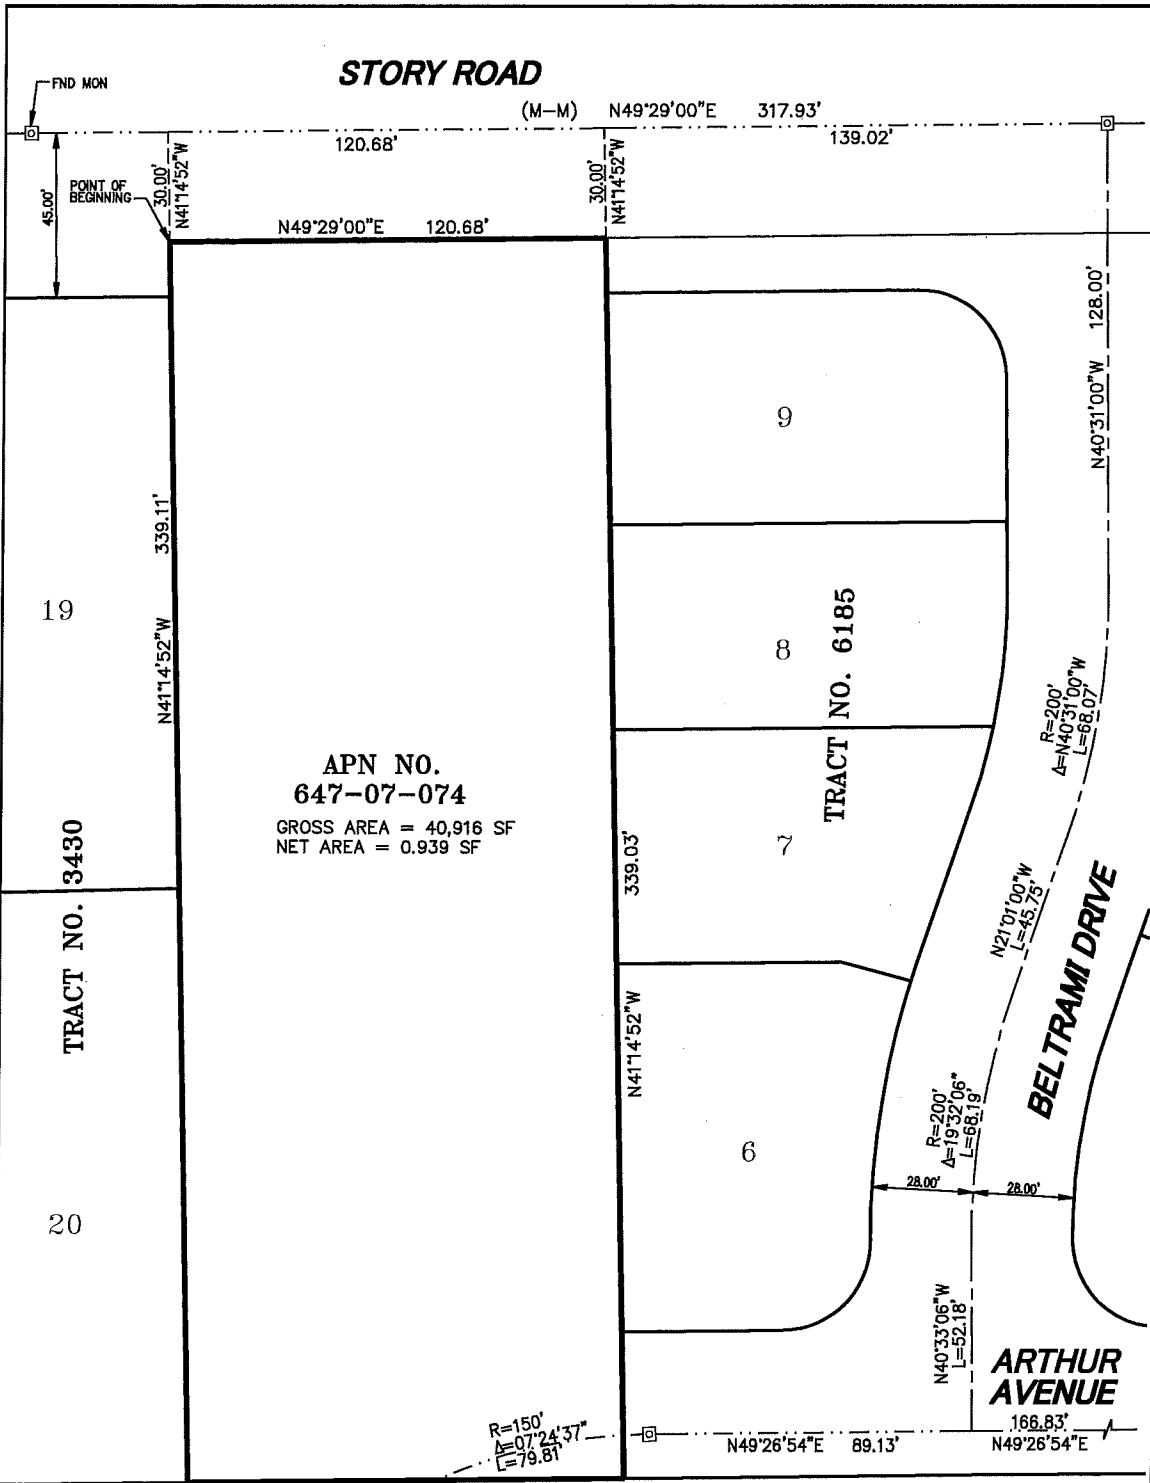 STORY ROAD
FND MON
(M-M) N49°29'00"E 317.93'
120.68'
139.02'
45.00'
POINT OF
BEGINNING
30.00'
N41°14'52"W
30.00'
N41°14'52"W
N49°29'00"E 120.68'
N40°31'00"W 128.00'
9
339.11'
N41°14'52"W
19
8
TRACT NO. 6185
R=200'
Δ=N40°31'00"W
L=68.07'
APN NO.
647-07-074
GROSS AREA = 40,916 SF
NET AREA = 0.939 SF
TRACT NO. 3430
339.03'
N41°14'52"W
7
N21°01'00"W
L=45.75'
BELTRAMI DRIVE
R=200'
Δ=19°32'06"
L=68.19'
6
28.00'
28.00'
20
N40°33'06"W
L=52.18'
ARTHUR
AVENUE
R=150'
Δ=07°24'37"
L=79.81'
N49°26'54"E 89.13'
166.83'
N49°26'54"E